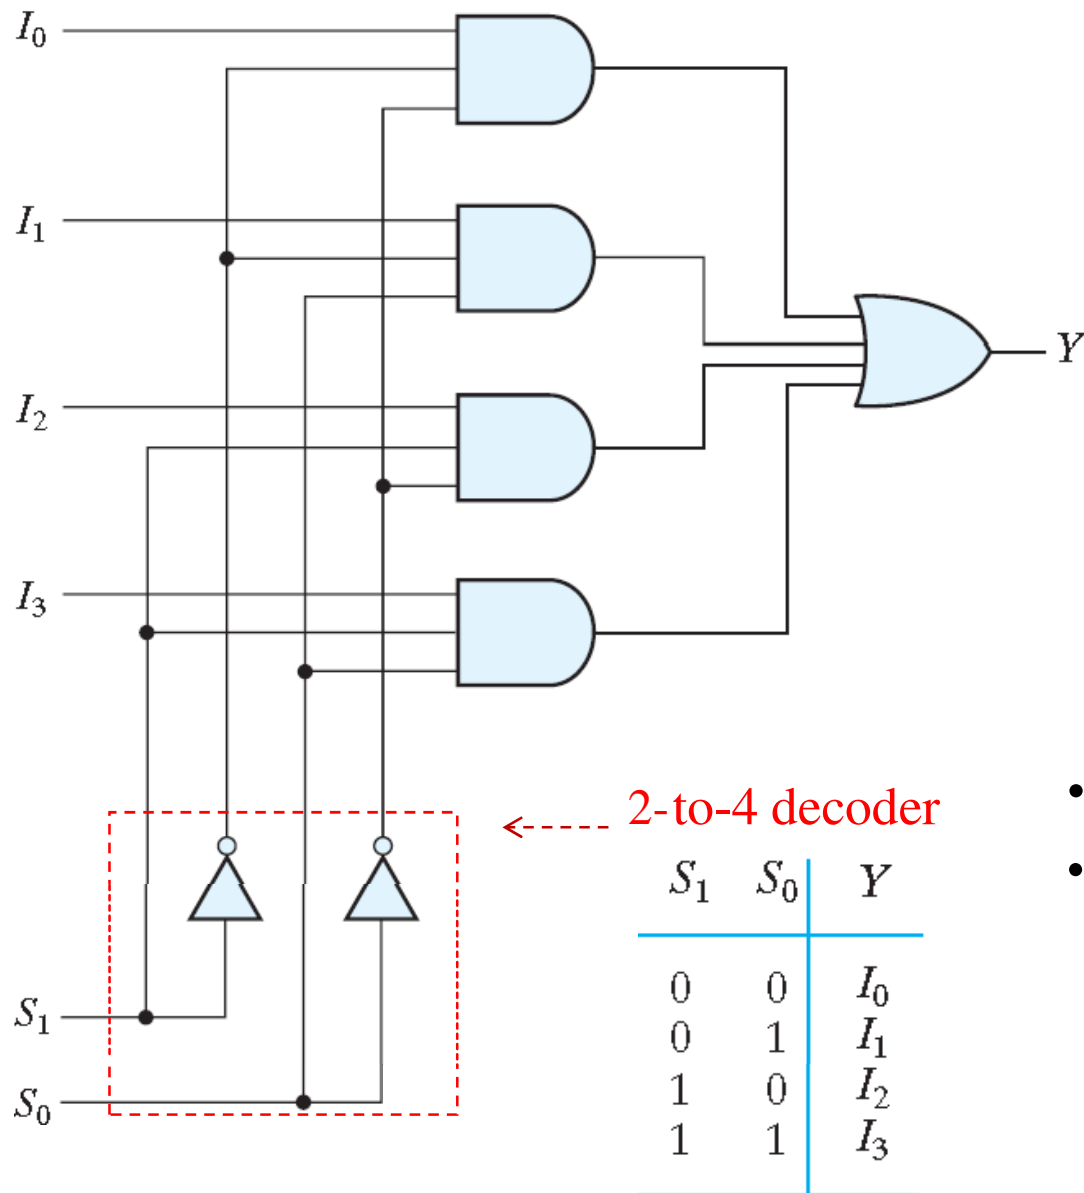 I0
I1
Y
I2
I3
2-to-4 decoder
•
S1 S0 Y
•
0 0 I0
S1
0 1 I1
1 0 I2
S0
1 1 I3